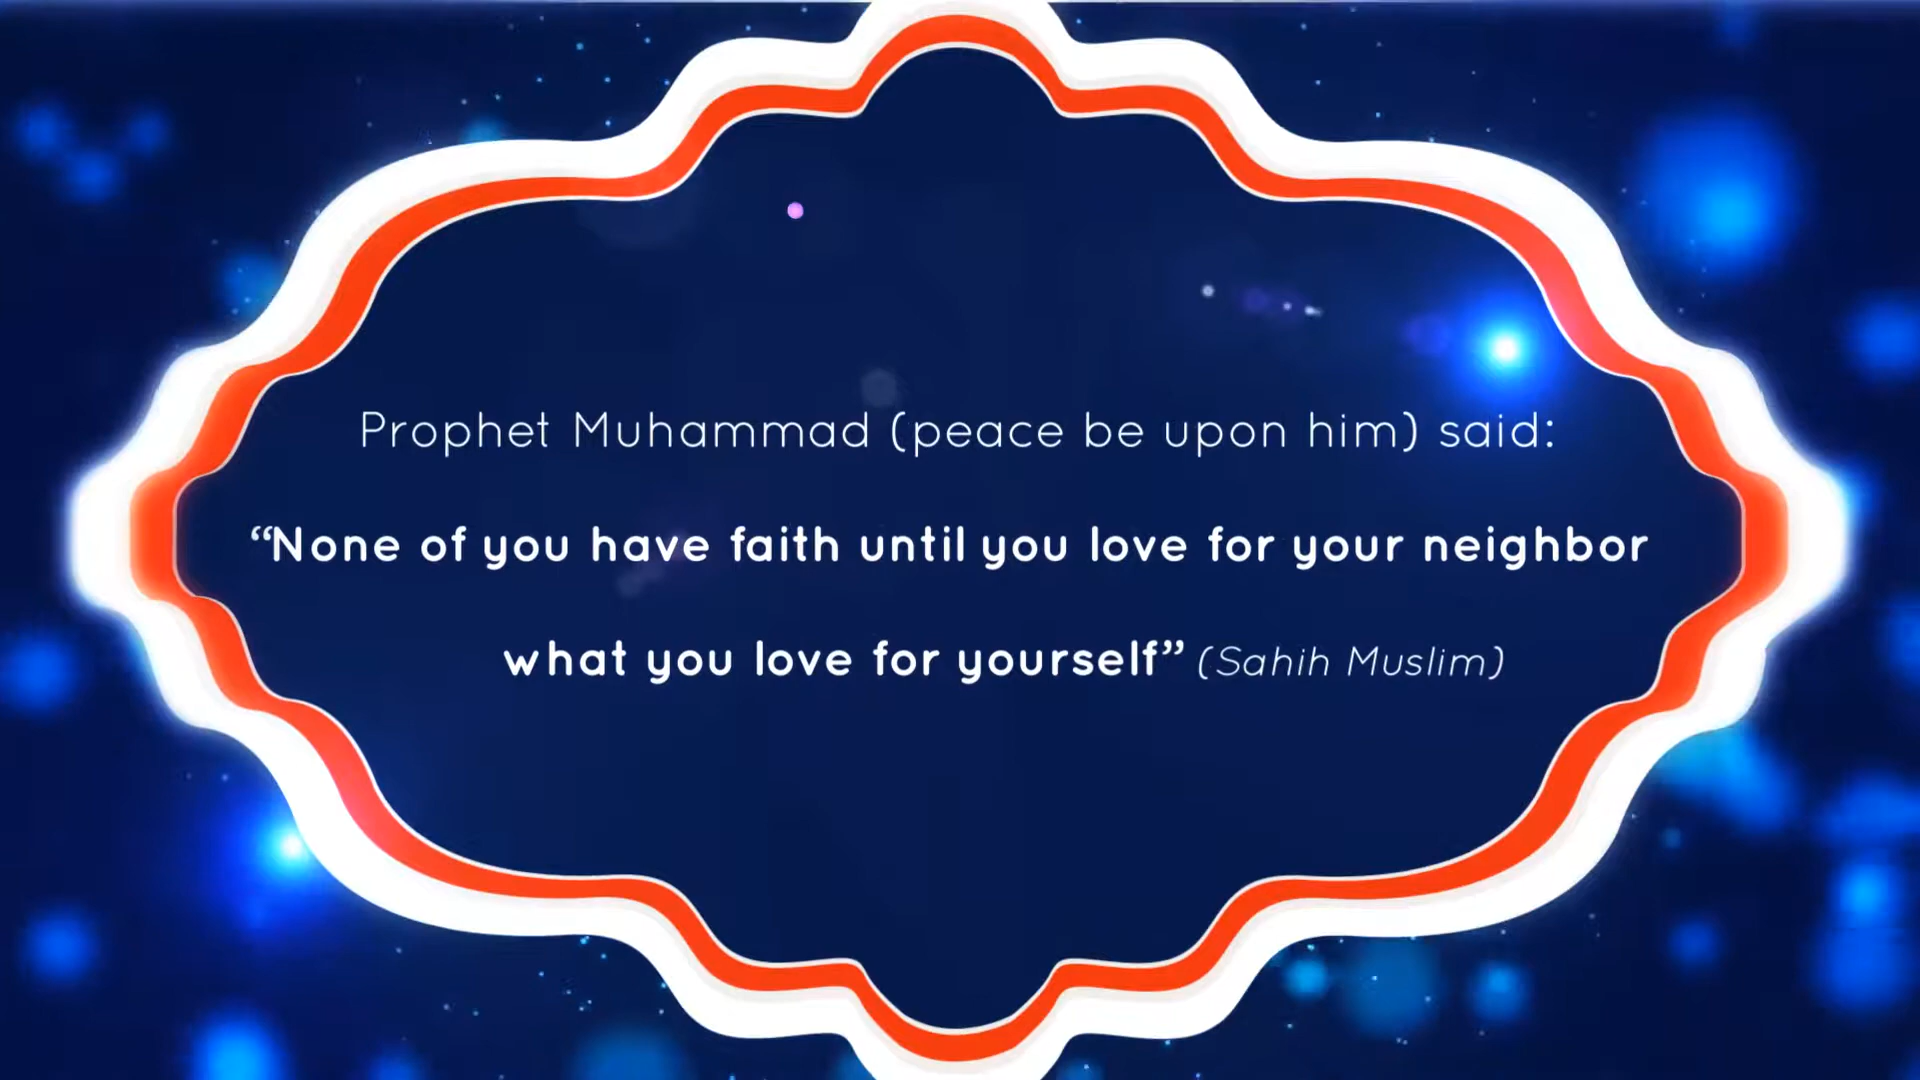 Prophet Muhammad (peace be upon him) said:
“None of you have faith until you love for your neighbor
what you love for yourself” (Sahih Muslim)